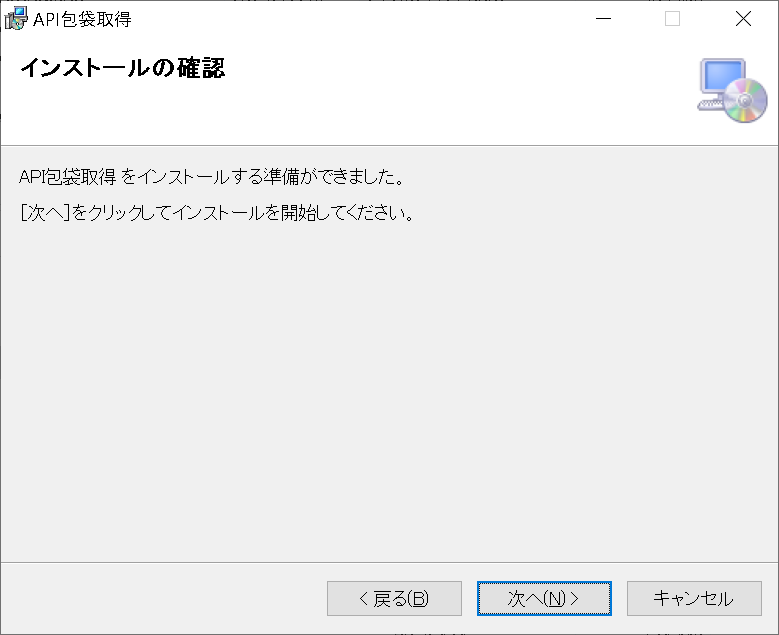 API包袋取得
インストールの確認
API包袋取得 をインストールする準備ができました。
[次へ]をクリックしてインストールを開始してください。
< 戻る(B)
次へ(N) >
キャンセル